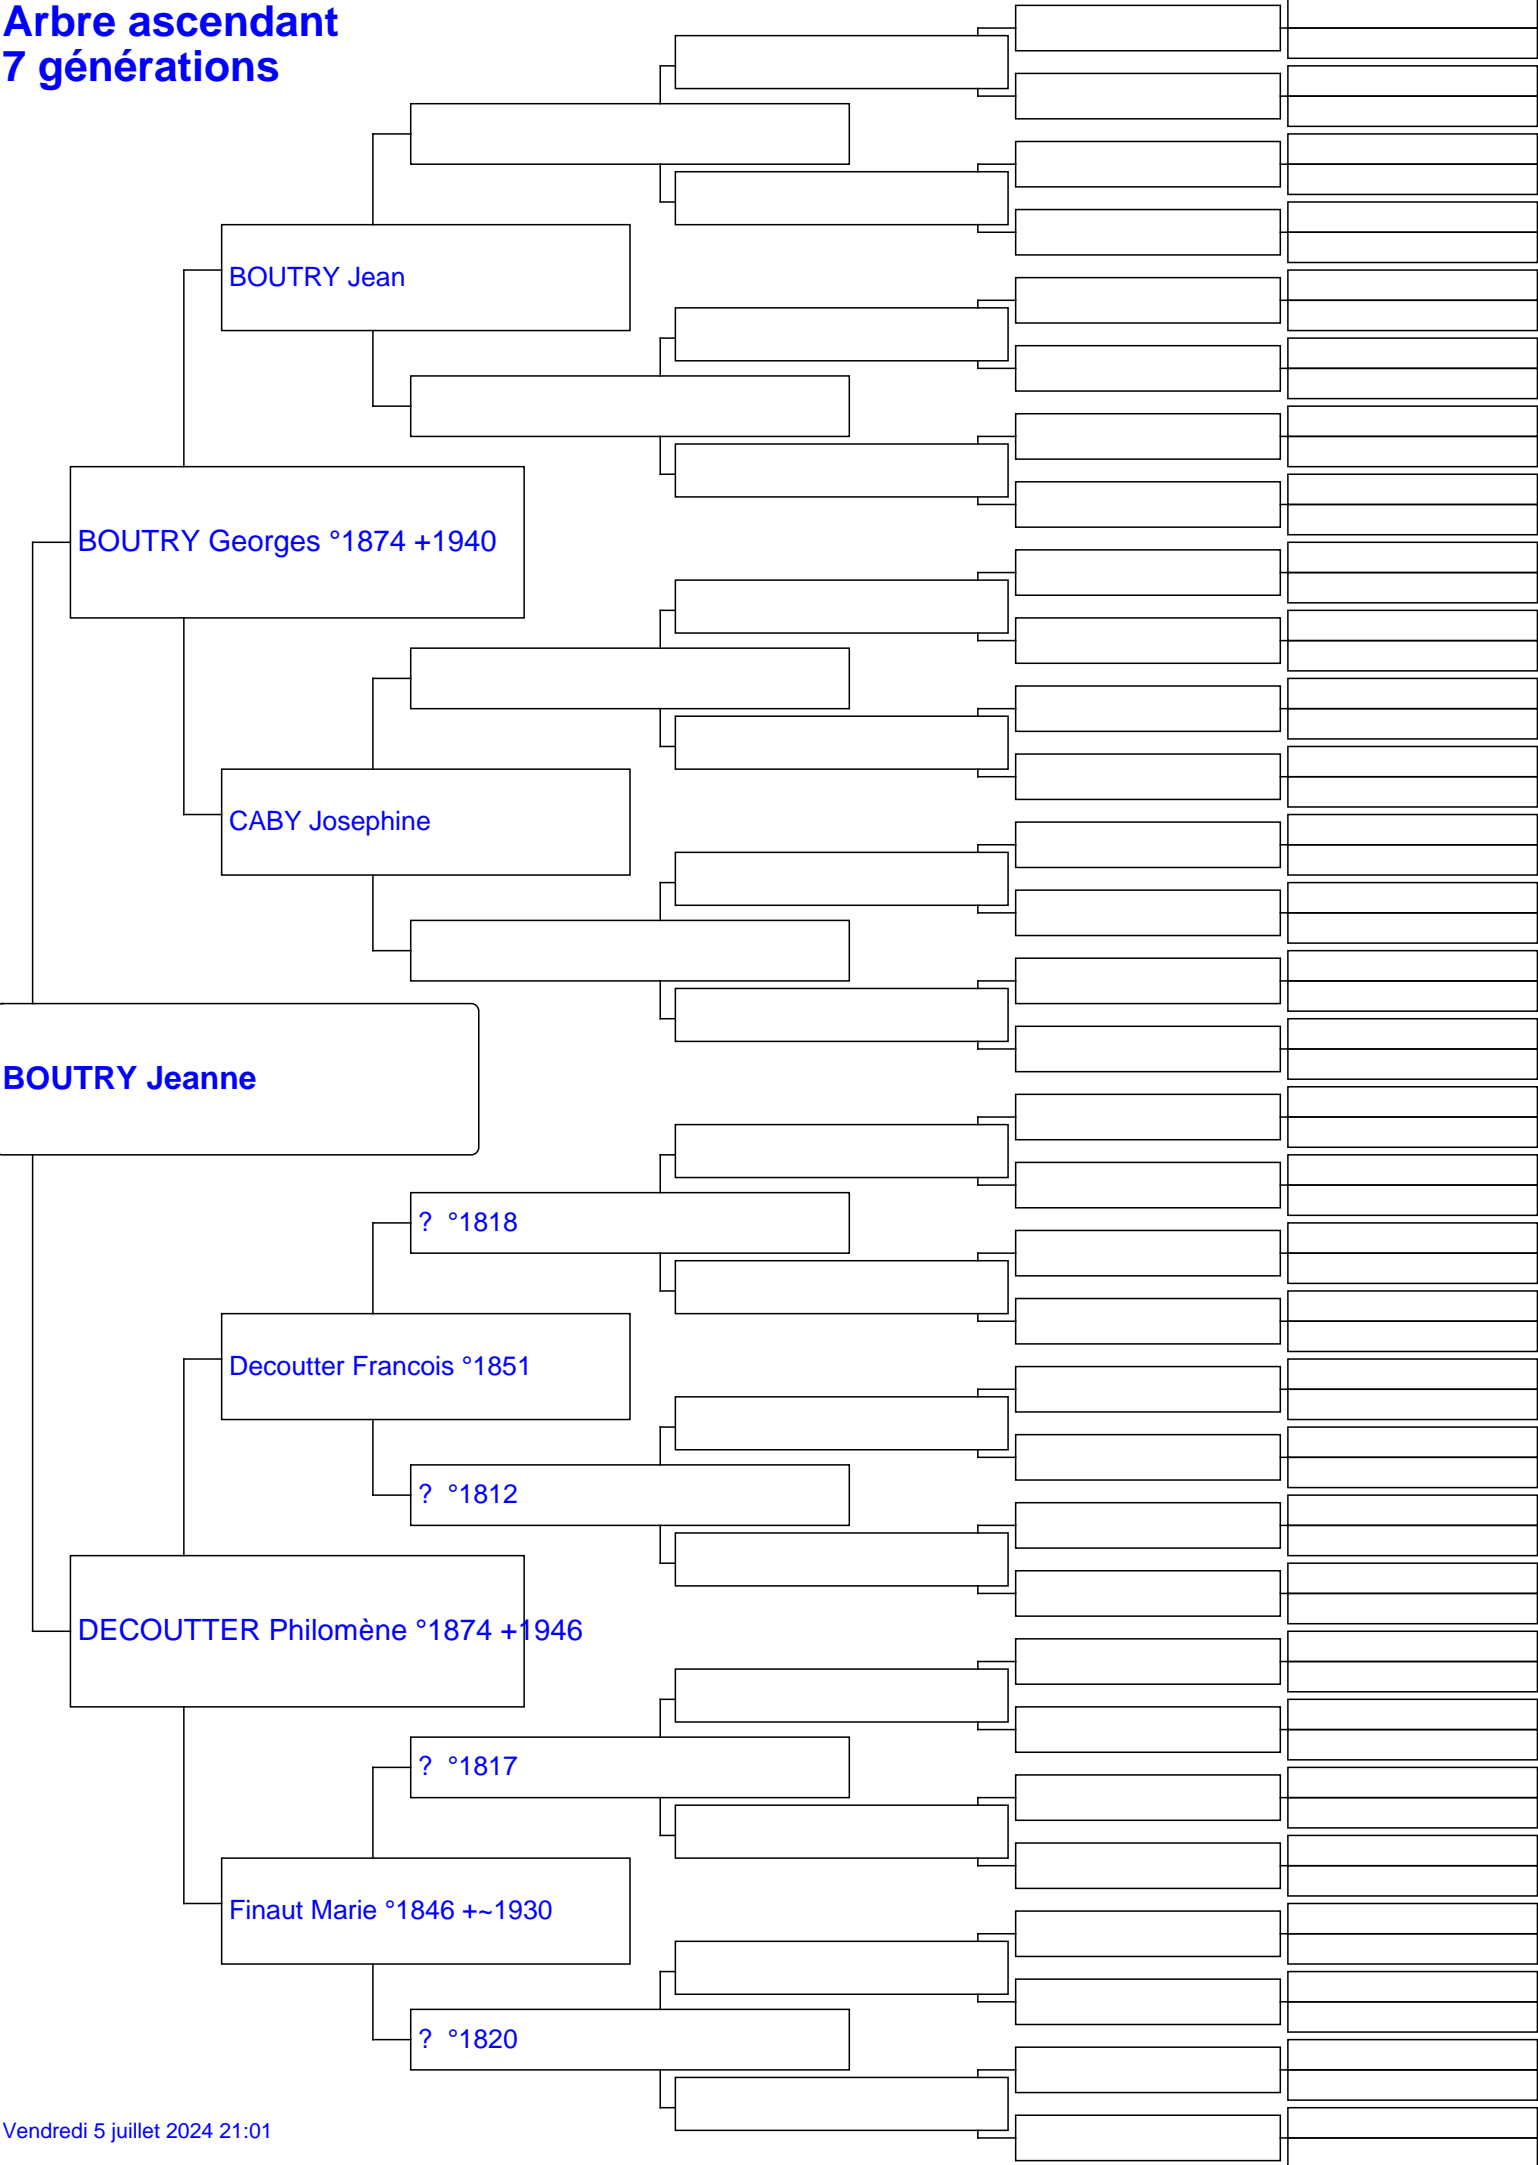 Arbre ascendant
7 générations
BOUTRY Jean
BOUTRY Georges °1874 +1940
CABY Josephine
BOUTRY Jeanne
? °1818
Decoutter Francois °1851
? °1812
DECOUTTER Philomène °1874 +1946
? °1817
Finaut Marie °1846 +~1930
? °1820
Vendredi 5 juillet 2024 21:01